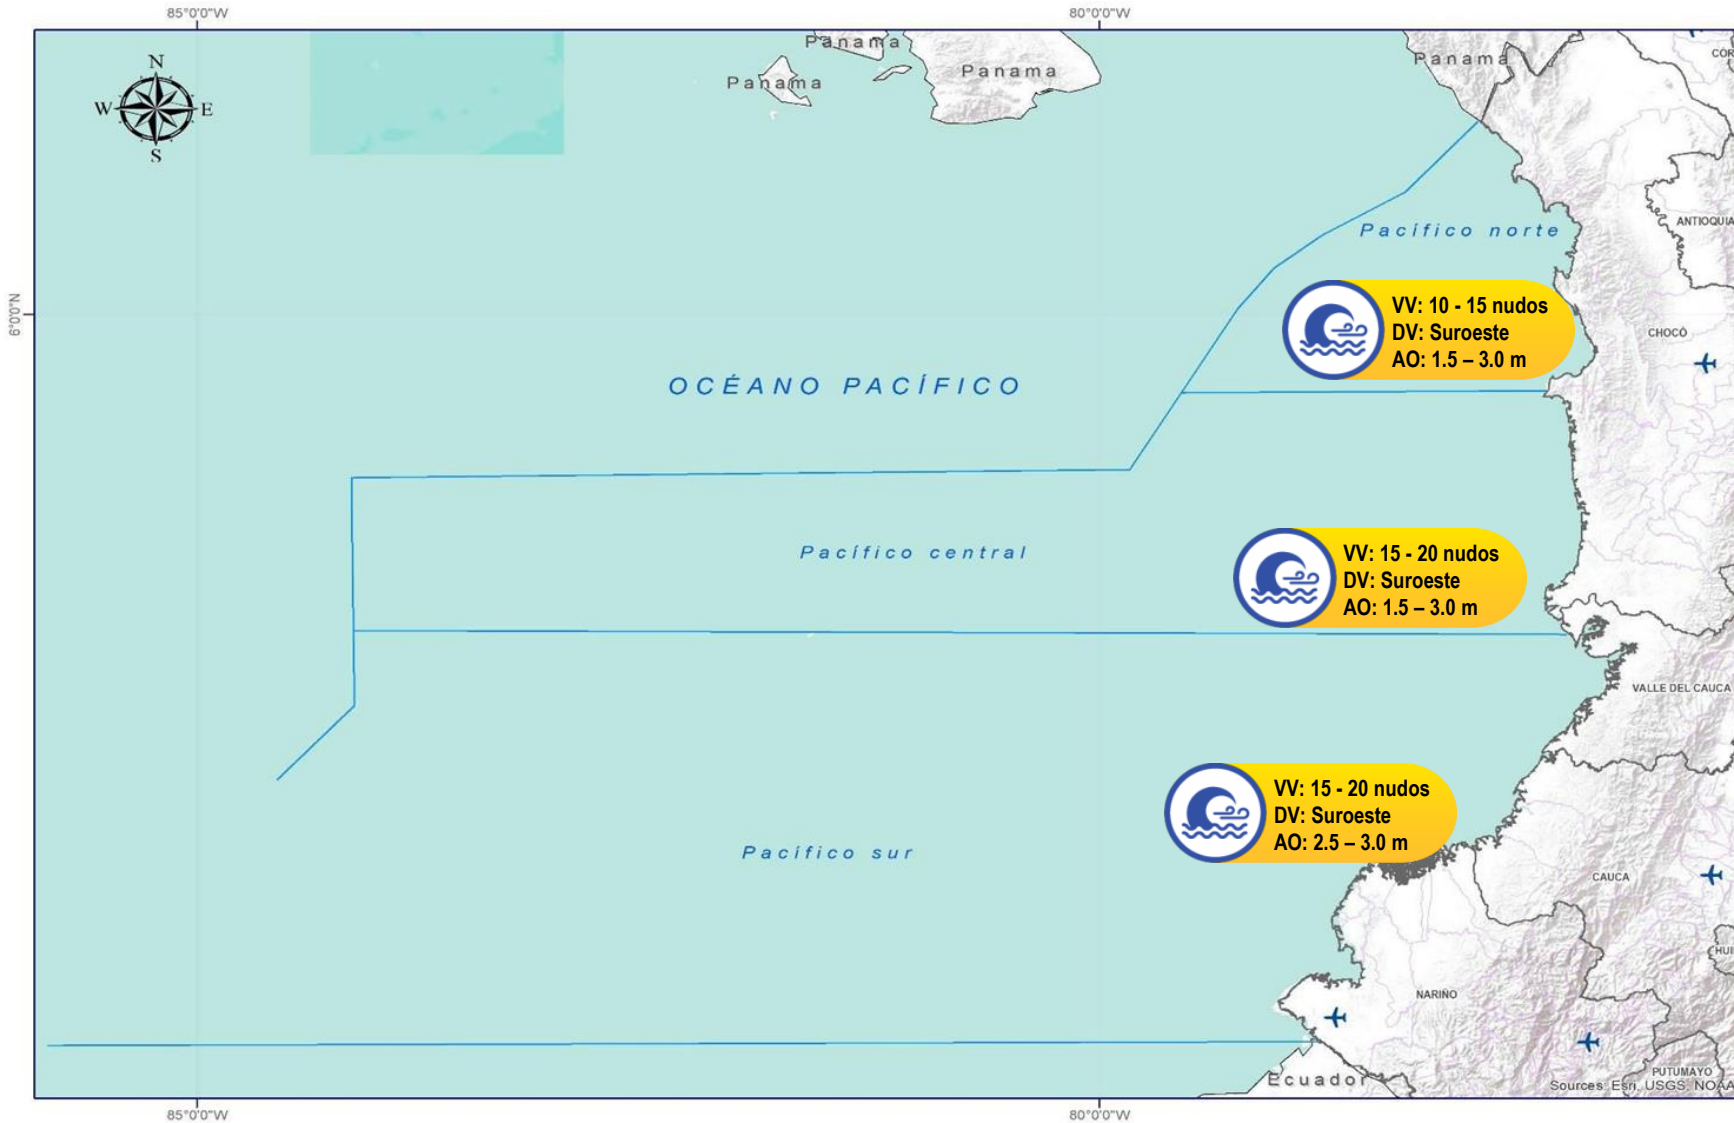 85°0'0"W
80°0'0"W
N
W
E
S
Panama
Panama
Panama
Panama
CÓR
ANTIOQUIA
Pacífico norte
6°0'0"N
VV: 10 - 15 nudos
DV: Suroeste
AO: 1.5 – 3.0 m
CHOCÓ
OCÉANO PACÍFICO
Pacífico central
VV: 15 - 20 nudos
DV: Suroeste
AO: 1.5 – 3.0 m
VALLE DEL CAUCA
VV: 15 - 20 nudos
DV: Suroeste
AO: 2.5 – 3.0 m
Pacífico sur
CAUCA
HUI
NARIÑO
PUTUMAYO
Ecuador
Sources: Esri, USGS, NOAA
85°0'0"W
80°0'0"W